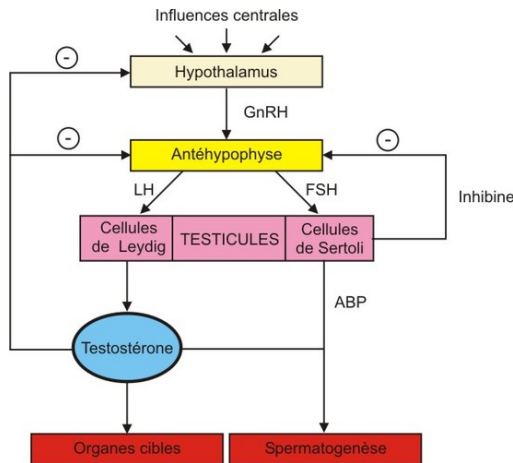 Influences centrales
-
Hypothalamus
GnRH
-
-
Antéhypophyse
LH
FSH
Inhibine
Cellules
de Leydig
TESTICULES
Cellules
de Sertoli
ABP
Testostérone
Organes cibles
Spermatogenèse